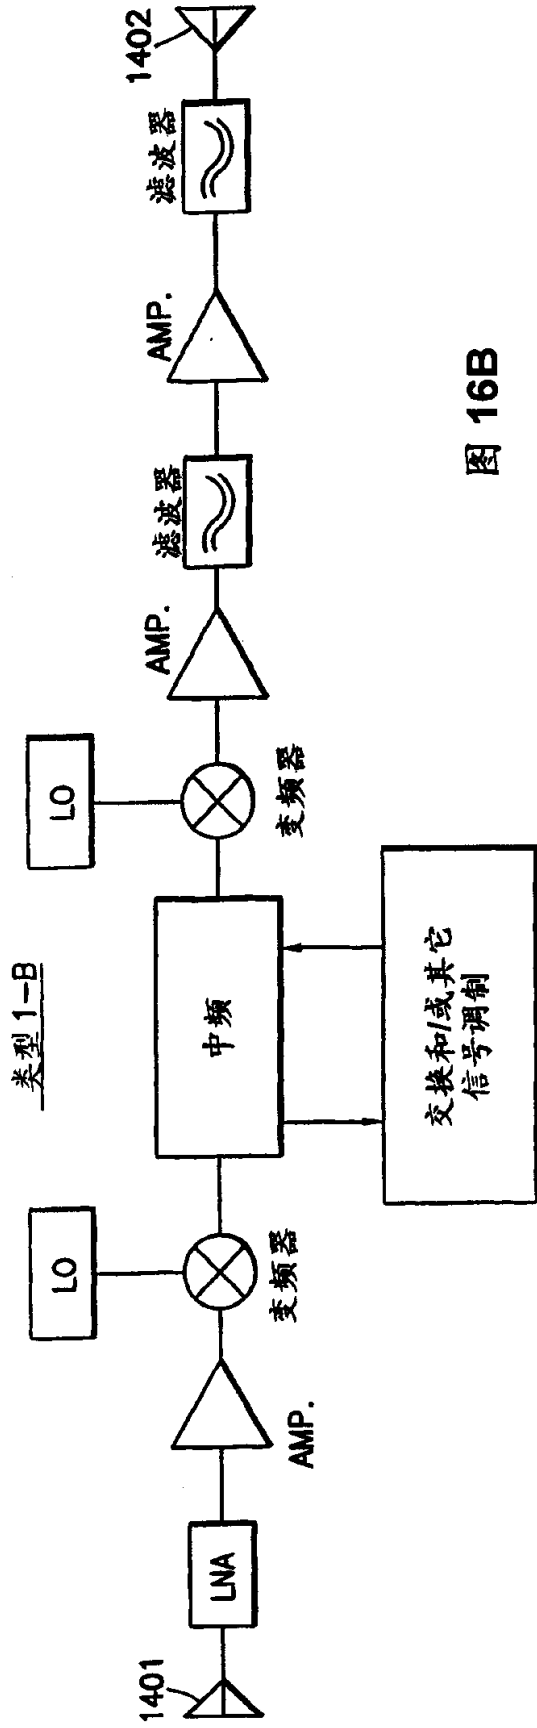 类型 1-B
1401
LNA
AMP.
LO
变频器
中频
交换和/或其它
信号调制
LO
变频器
AMP.
滤波器
AMP.
滤波器
1402
图 16B